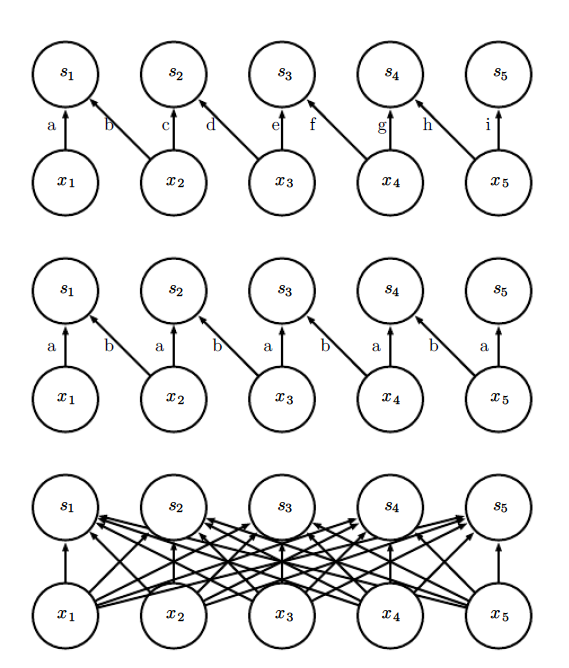 s₁ s₂ s₃ s₄ s₅
a b c d e f g h i
x₁ x₂ x₃ x₄ x₅
s₁ s₂ s₃ s₄ s₅
a b a b a b a b a
x₁ x₂ x₃ x₄ x₅
s₁ s₂ s₃ s₄ s₅
x₁ x₂ x₃ x₄ x₅